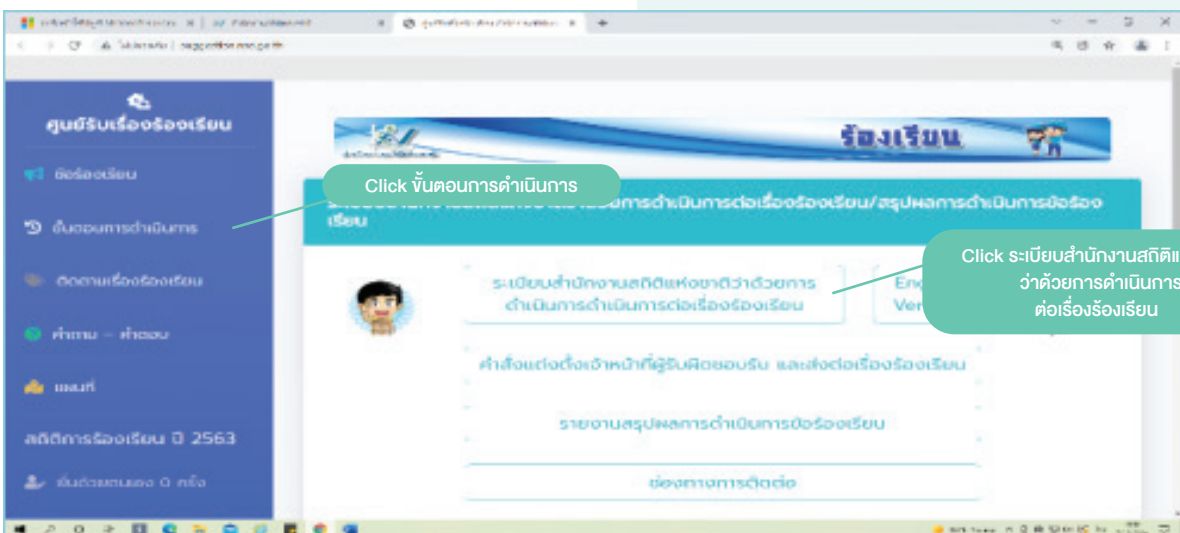 ศูนย์รับเรื่องร้องเรียน
ร้องเรียน
ข้อร้องเรียน
Click ขั้นตอนการดำเนินการ
การดำเนินการต่อเรื่องร้องเรียน/สรุปผลการดำเนินการข้อร้อง
เรียน
ขั้นตอนการดำเนินการ
Click ระเบียบสำนักงานสถิติแ
ว่าด้วยการดำเนินการ
ต่อเรื่องร้องเรียน
ระเบียบสำนักงานสถิติแห่งชาติว่าด้วยการ
ดำเนินการดำเนินการต่อเรื่องร้องเรียน
Eng
Ver
ติดตามเรื่องร้องเรียน
คำถาม – คำตอบ
คำสั่งแต่งตั้งเจ้าหน้าที่ผู้รับผิดชอบรับ และส่งต่อเรื่องร้องเรียน
แผนที่
รายงานสรุปผลการดำเนินการข้อร้องเรียน
สถิติการร้องเรียน ปี 2563
ยื่นด้วยตนเอง 0 ครั้ง
ช่องทางการติดต่อ